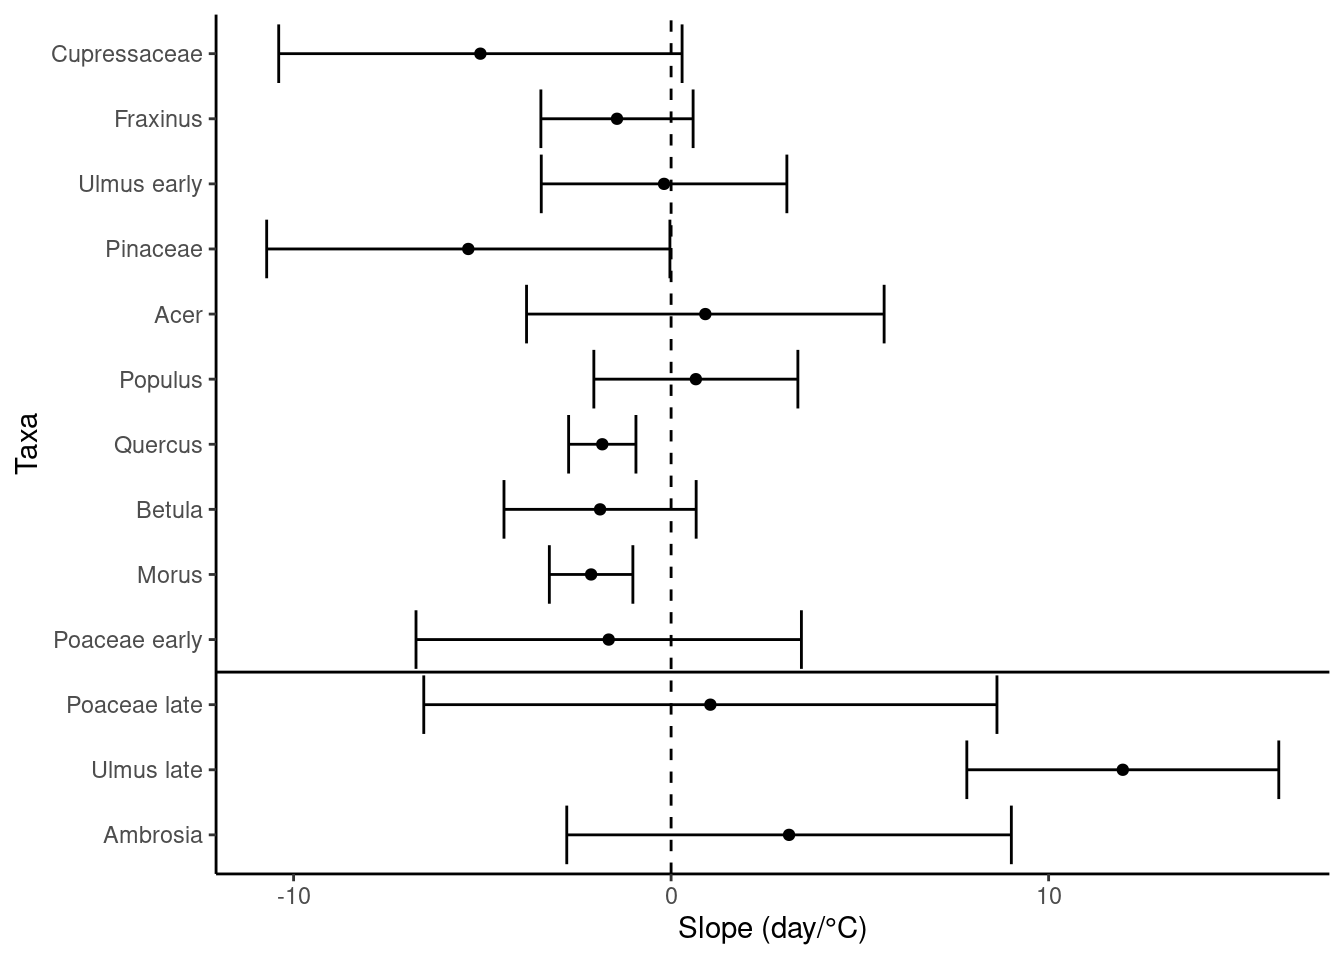 Cupressaceae
Fraxinus
Ulmus early
Pinaceae
Acer
Populus
Quercus
Betula
Morus
Poaceae early
Poaceae late
Ulmus late
Ambrosia
Taxa
-10 0 10
Slope (day/°C)